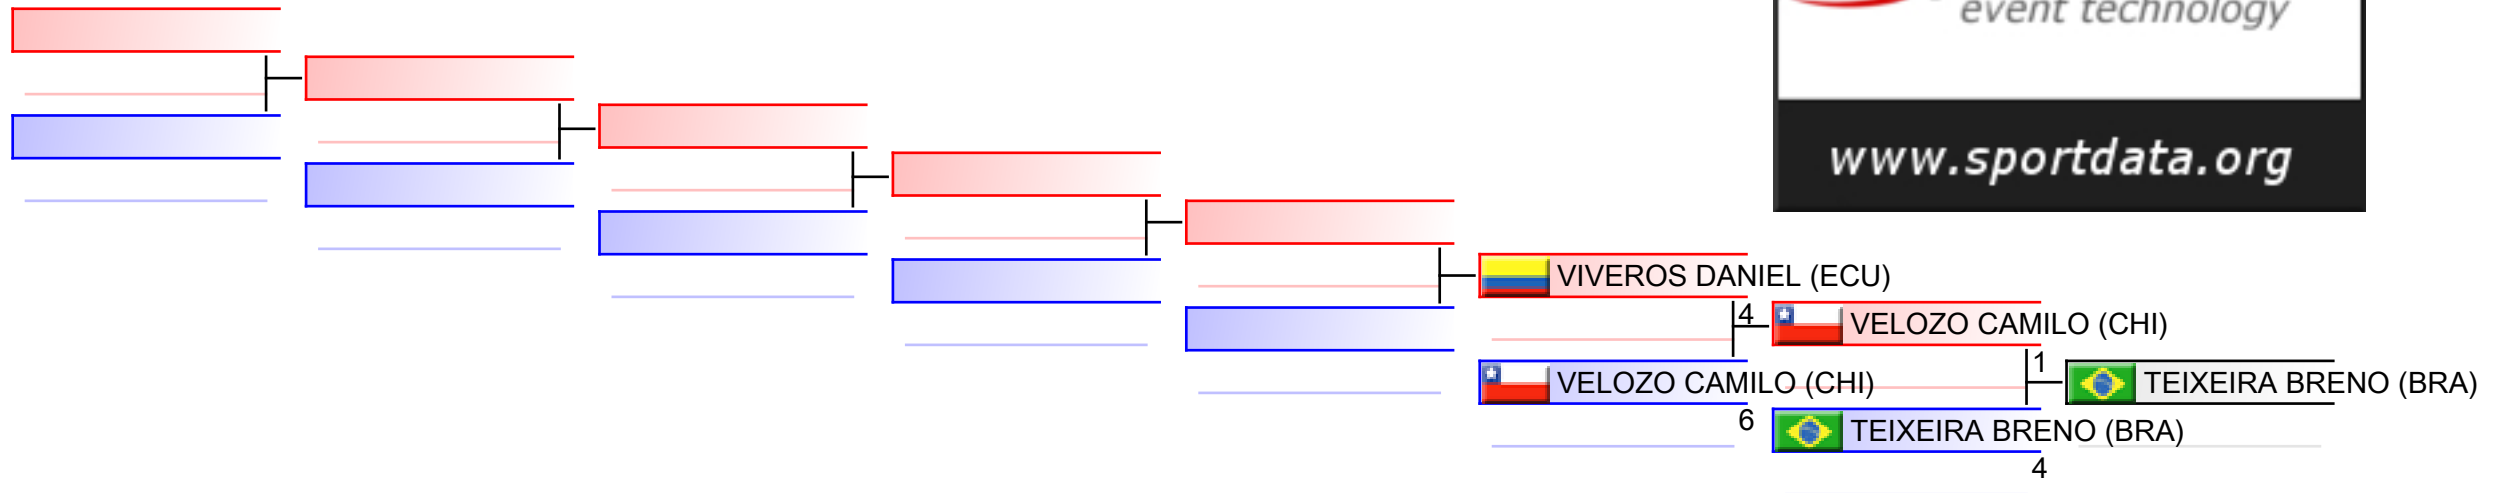 event technology
www.sportdata.org
VIVEROS DANIEL (ECU)
4
VELOZO CAMILO (CHI)
1
VELOZO CAMILO (CHI)
TEIXEIRA BRENO (BRA)
6
TEIXEIRA BRENO (BRA)
4